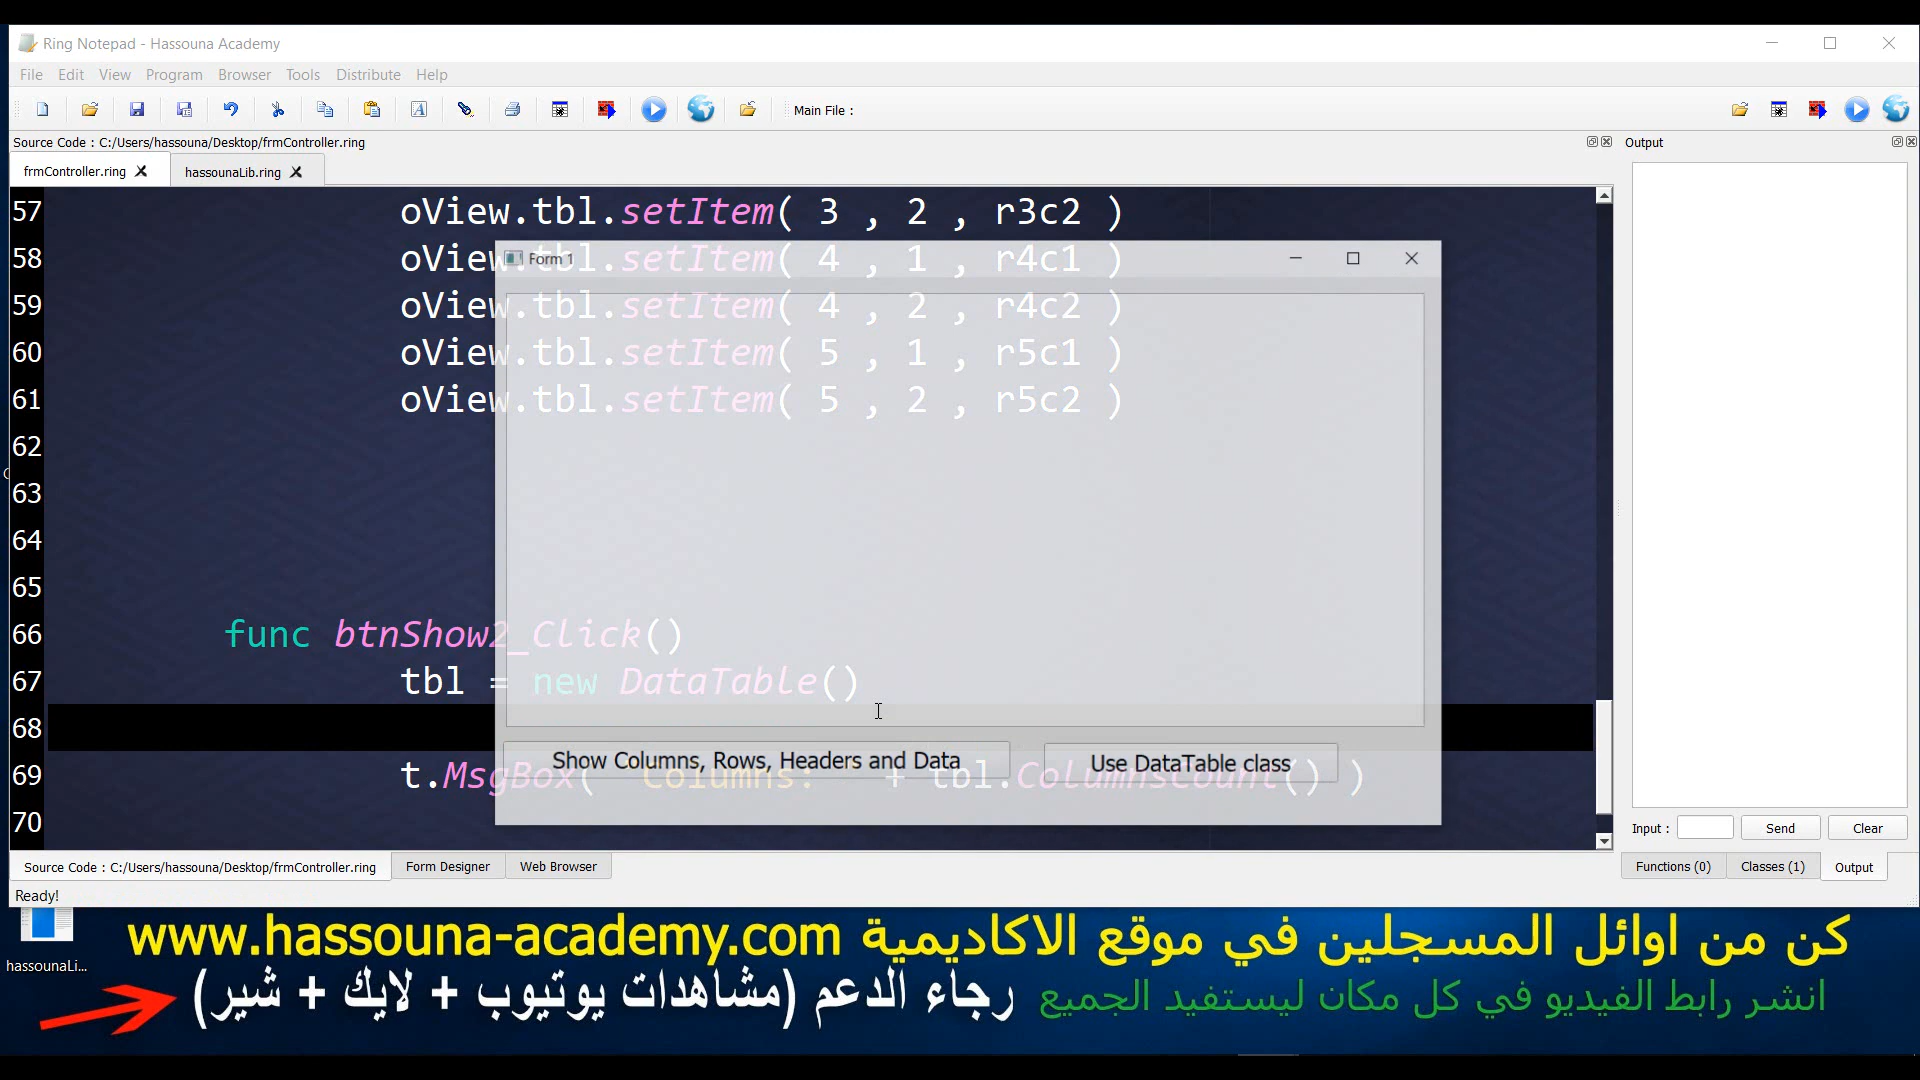 Ring Notepad - Hassouna Academy
File Edit View Program Browser Tools Distribute Help
Main File :
Source Code : C:/Users/hassouna/Desktop/frmController.ring
Output
frmController.ring
hassounaLib.ring
57 oView.tbl.setItem( 3 , 2 , r3c2 )
58 oView.tbl.setItem( 4 , 1 , r4c1 )
Form 1
59 oView.tbl.setItem( 4 , 2 , r4c2 )
60 oView.tbl.setItem( 5 , 1 , r5c1 )
61 oView.tbl.setItem( 5 , 2 , r5c2 )
62
63
64
65
66 func btnShow2_Click()
67 tbl = new DataTable()
68
Show Columns, Rows, Headers and Data
Use DataTable class
69 t.MsgBox( "Columns: " + tbl.ColumnsCount() )
70
Input :
Send
Clear
Source Code : C:/Users/hassouna/Desktop/frmController.ring
Form Designer
Web Browser
Functions (0)
Classes (1)
Output
Ready!
كن من اوائل المسجلين في موقع الاكاديمية www.hassouna-academy.com
hassounaLi...
انشر رابط الفيديو في كل مكان ليستفيد الجميع
رجاء الدعم (مشاهدات يوتيوب + لايك + شير)